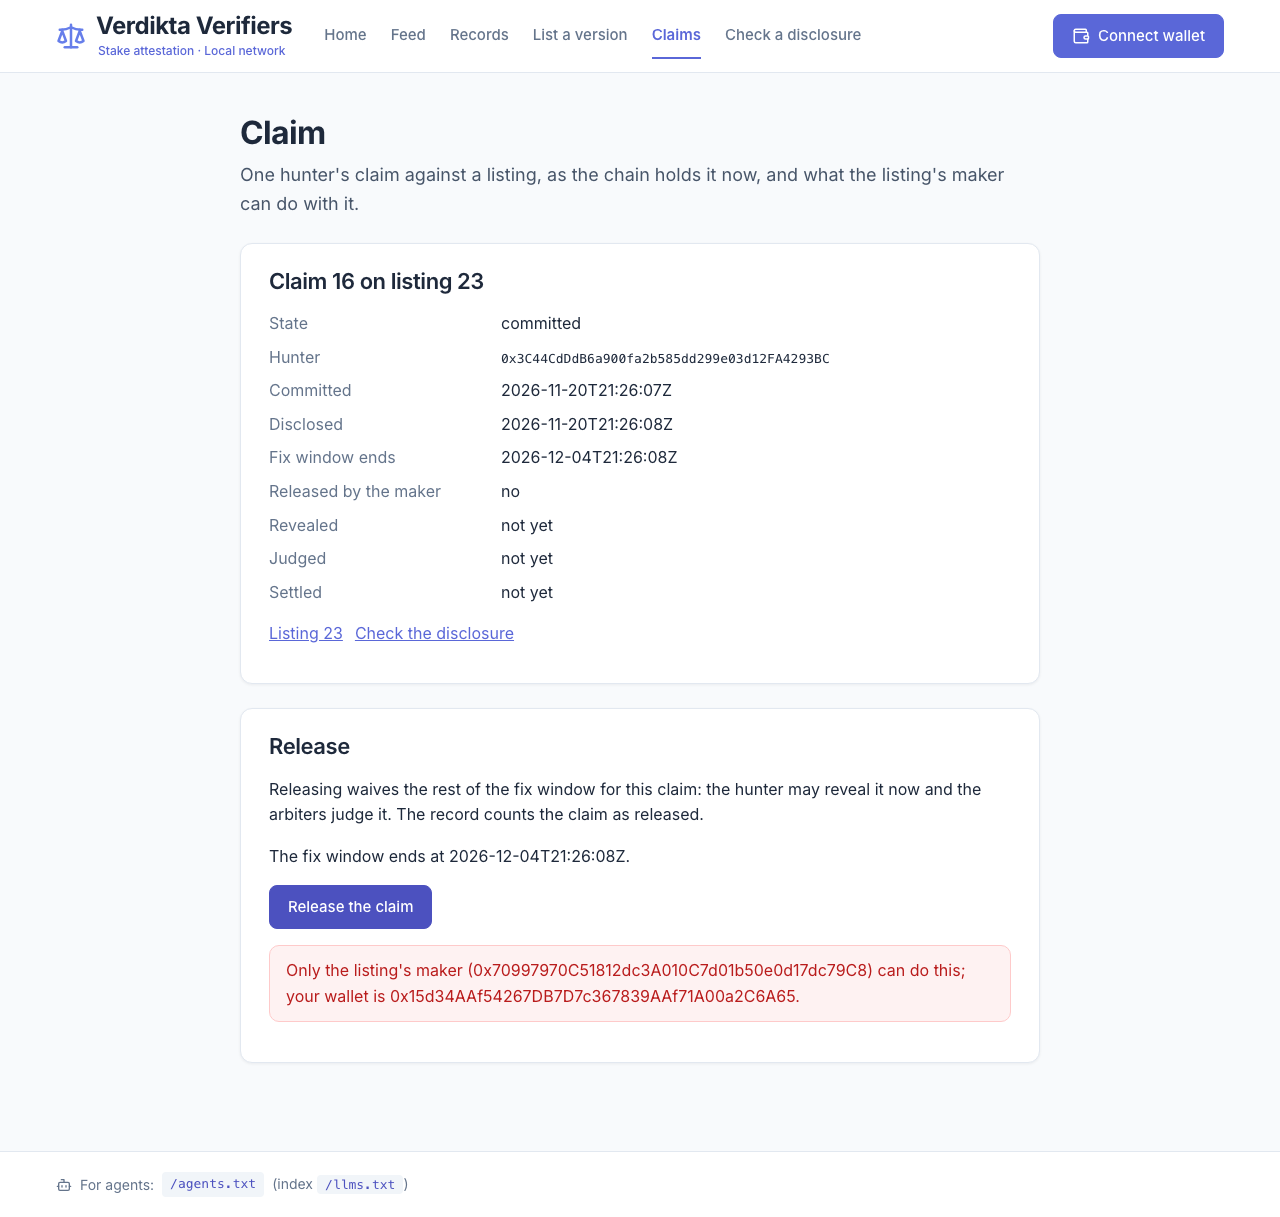 Verdikta Verifiers
Stake attestation · Local network
Home Feed Records List a version Claims Check a disclosure
Connect wallet
Claim
One hunter's claim against a listing, as the chain holds it now, and what the listing's maker
can do with it.
Claim 16 on listing 23
State committed
Hunter 0x3C44CdDdB6a900fa2b585dd299e03d12FA4293BC
Committed 2026-11-20T21:26:07Z
Disclosed 2026-11-20T21:26:08Z
Fix window ends 2026-12-04T21:26:08Z
Released by the maker no
Revealed not yet
Judged not yet
Settled not yet
Listing 23 Check the disclosure
Release
Releasing waives the rest of the fix window for this claim: the hunter may reveal it now and the
arbiters judge it. The record counts the claim as released.
The fix window ends at 2026-12-04T21:26:08Z.
Release the claim
Only the listing's maker (0x70997970C51812dc3A010C7d01b50e0d17dc79C8) can do this;
your wallet is 0x15d34AAf54267DB7D7c367839AAf71A00a2C6A65.
For agents: /agents.txt (index /llms.txt)